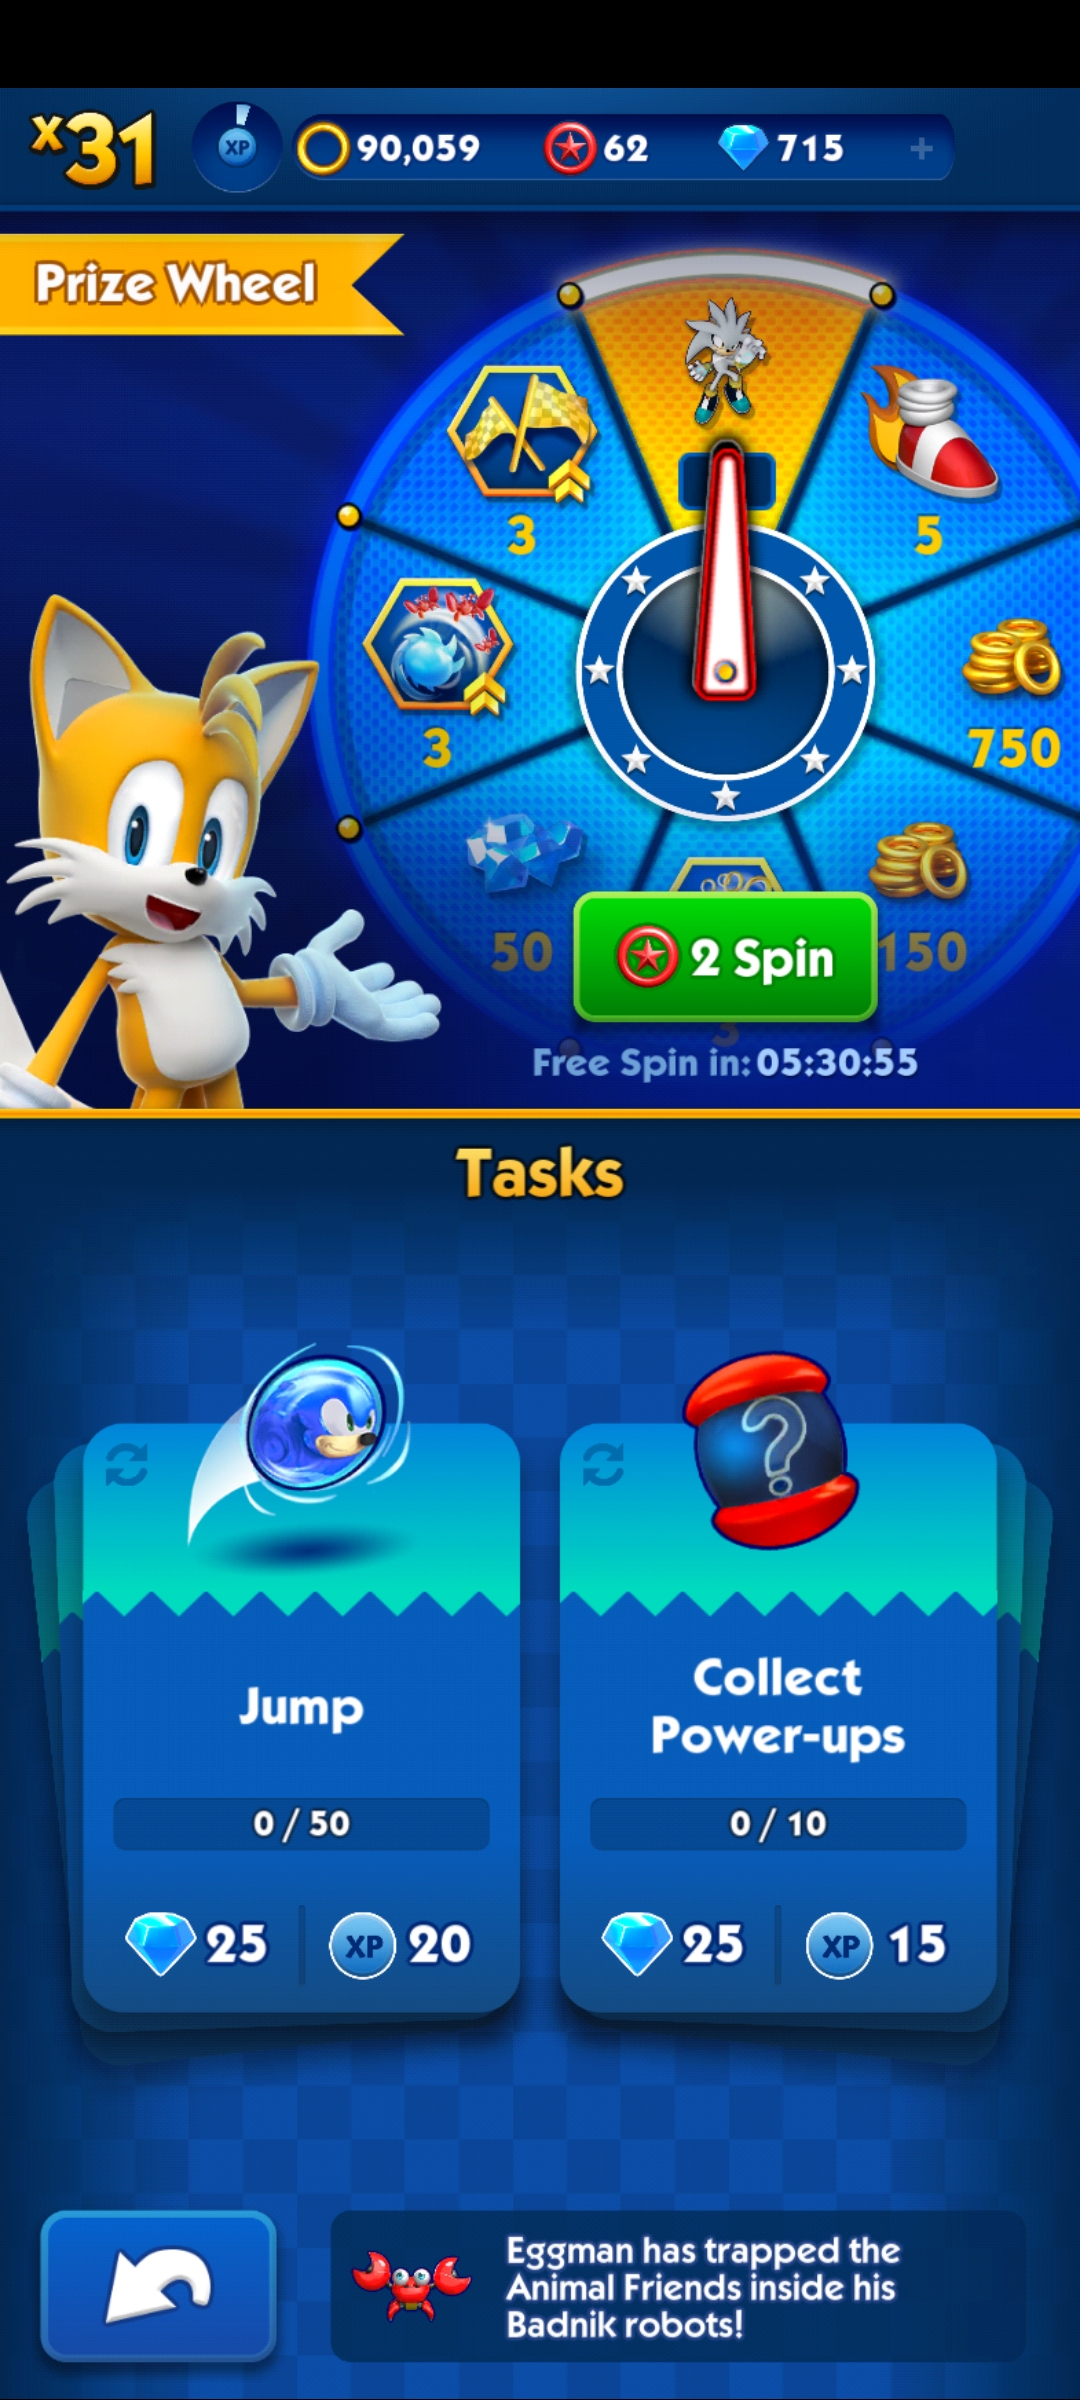 x31
XP
90,059
62
715
+
Prize Wheel
3
5
3
750
50
2 Spin
150
3
Free Spin in: 05:30:55
Tasks
?
Jump
Collect
Power-ups
0 / 50
0 / 10
25
XP
20
25
XP
15
Eggman has trapped the
Animal Friends inside his
Badnik robots!